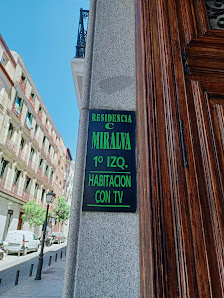 RESIDENCIA
C
MIRALVA
1º IZQ.
HABITACION
CON TV